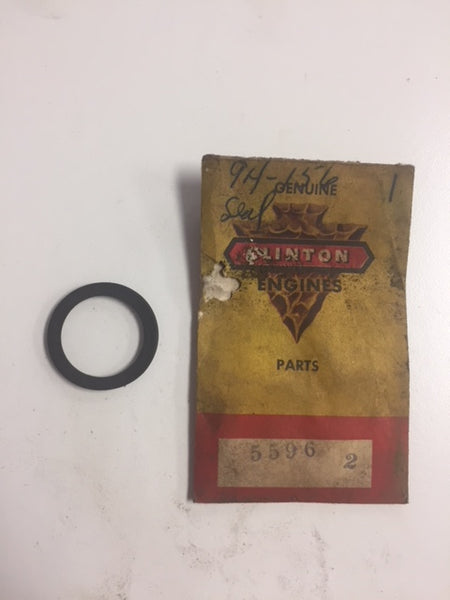 94-156
GENUINE 1
Seal
CLINTON
ENGINES
PARTS
5596 2